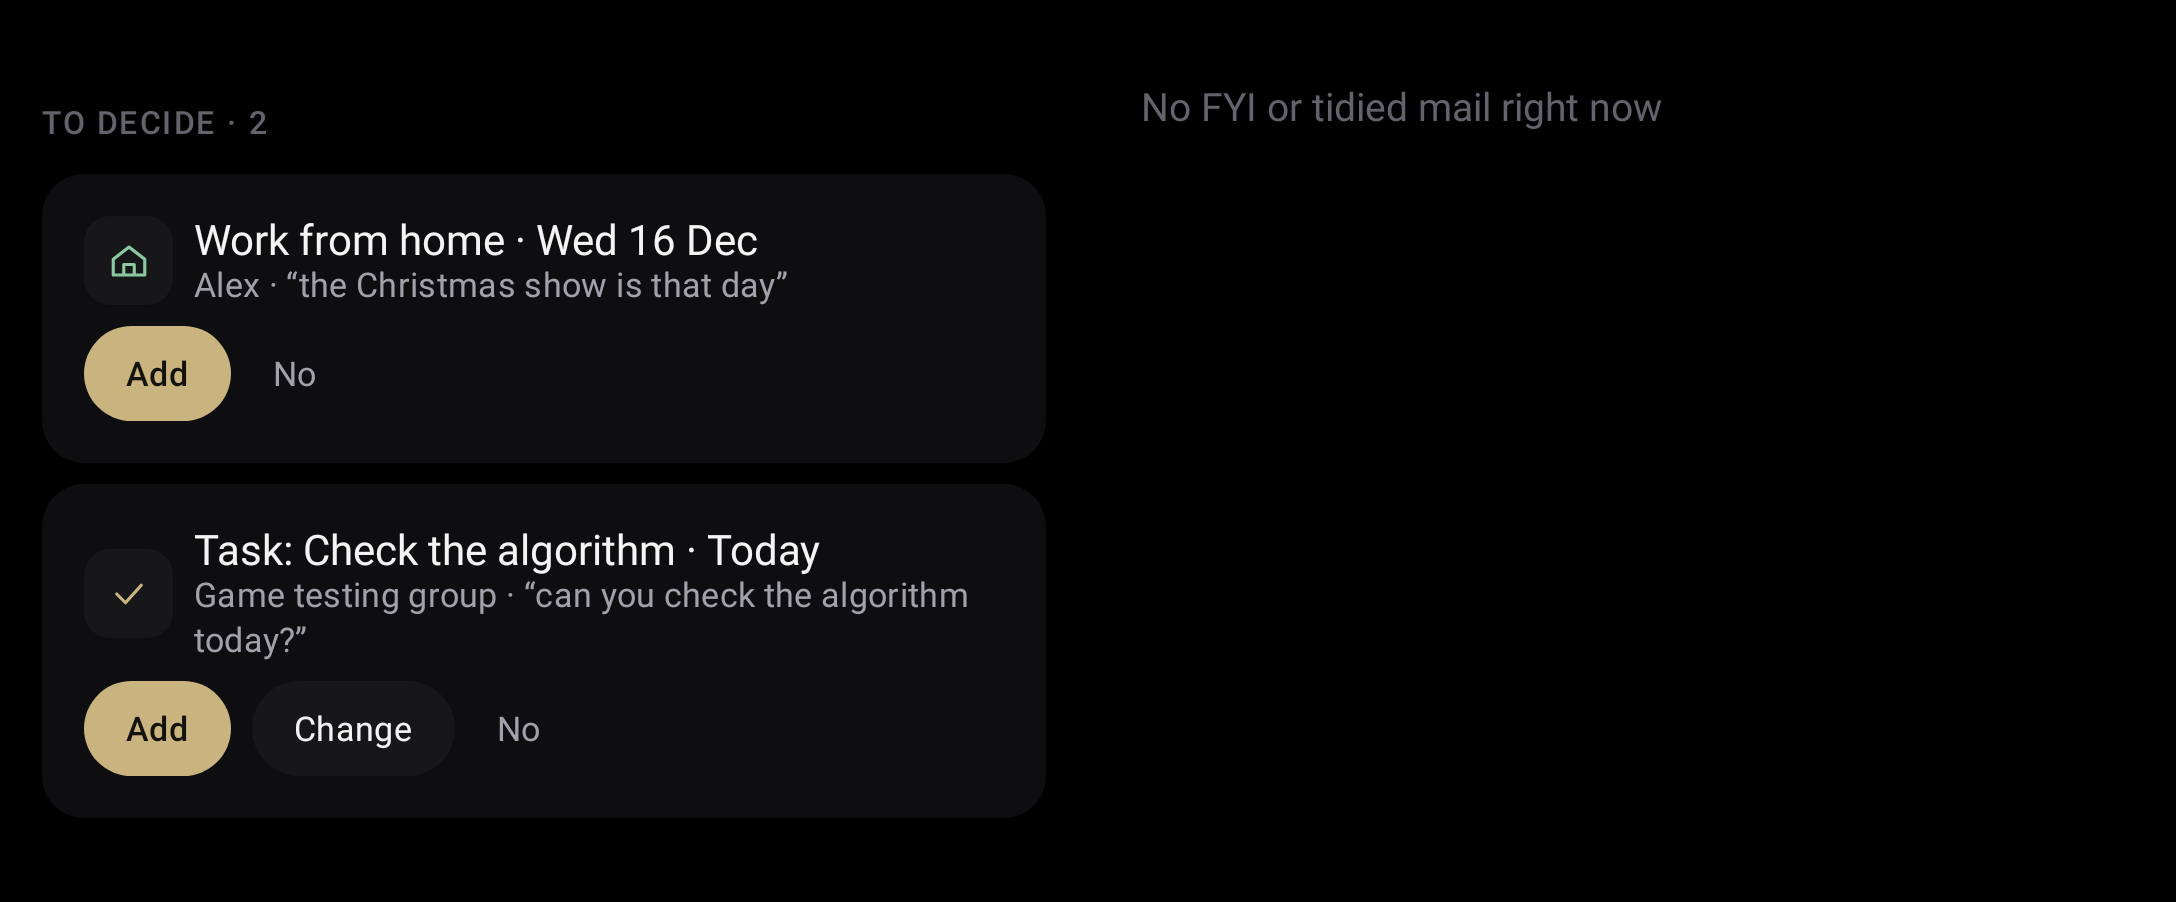 TO DECIDE · 2
Work from home · Wed 16 Dec
Alex · “the Christmas show is that day”
Add
No
Task: Check the algorithm · Today
Game testing group · “can you check the algorithm
today?”
Add
Change
No
No FYI or tidied mail right now